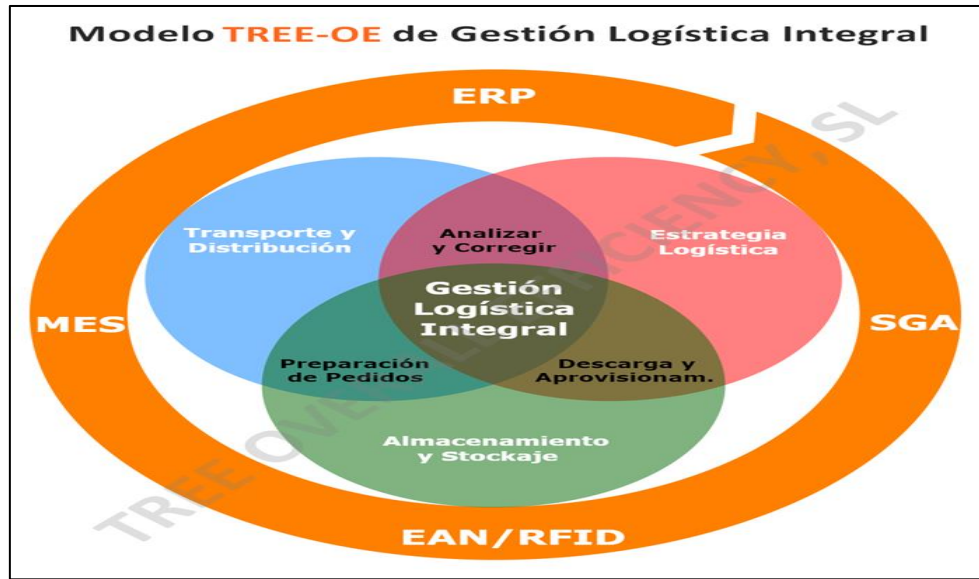 Modelo TREE-OE de Gestión Logística Integral
ERP
Transporte y
Distribución
Analizar
y Corregir
Estrategia
Logística
Gestión
Logística
Integral
MES
SGA
Preparación
de Pedidos
Descarga y
Aprovisionam.
Almacenamiento
y Stockaje
EAN/RFID